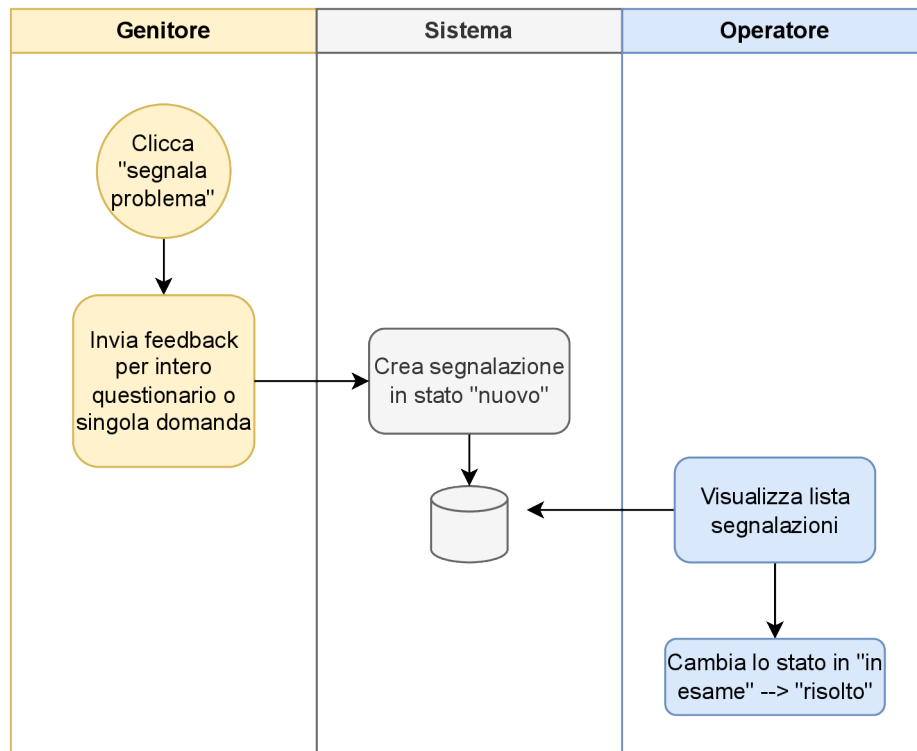 Genitore
Sistema
Operatore
Clicca
"segnala
problema"
Invia feedback
per intero
questionario o
singola domanda
Crea segnalazione
in stato "nuovo"
Visualizza lista
segnalazioni
Cambia lo stato in "in
esame" --> "risolto"